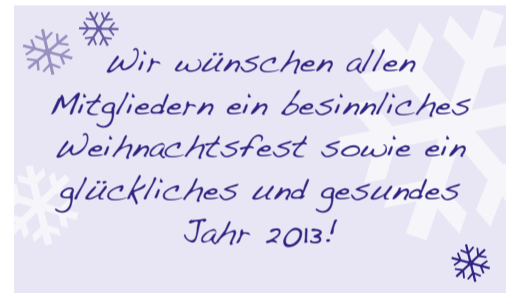 Wir wünschen allen
Mitgliedern ein besinnliches
Weihnachtsfest sowie ein
glückliches und gesundes
Jahr 2013!